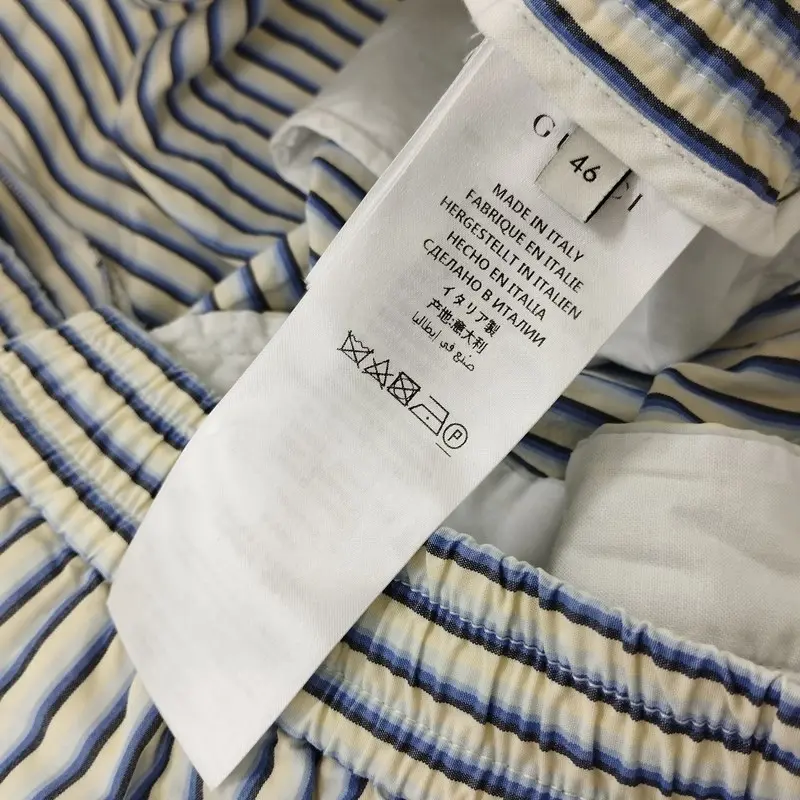 GUCCI
46
MADE IN ITALY
FABRIQUE EN ITALIE
HERGESTELLT IN ITALIEN
HECHO EN ITALIA
СДЕЛАНО В ИТАЛИИ
イタリア製
产地:意大利
صنع في إيطاليا
P